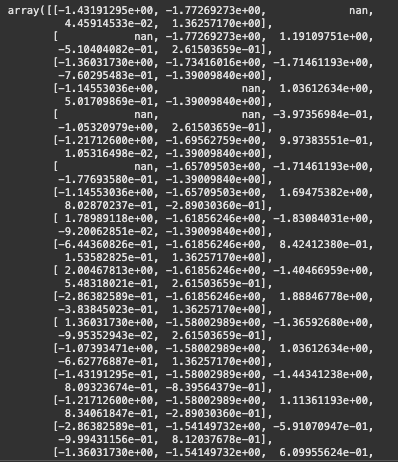 array([[-1.43191295e+00, -1.77269273e+00,             nan,
         4.45914533e-02,  1.36257170e+00],
       [            nan, -1.77269273e+00,  1.19109751e+00,
        -5.10404082e-01,  2.61503659e-01],
       [-1.36031730e+00, -1.73416016e+00, -1.71461193e+00,
        -7.60295483e-01, -1.39009840e+00],
       [-1.14553036e+00,             nan,  1.03612634e+00,
         5.01709869e-01, -1.39009840e+00],
       [            nan,             nan, -3.97356984e-01,
        -1.05320979e+00,  2.61503659e-01],
       [-1.21712600e+00, -1.69562759e+00,  9.97383551e-01,
         1.05316498e-02, -1.39009840e+00],
       [            nan, -1.65709503e+00, -1.71461193e+00,
        -1.77693580e-01, -1.39009840e+00],
       [-1.14553036e+00, -1.65709503e+00,  1.69475382e+00,
         8.02870237e-01, -2.89030360e-01],
       [ 1.78989118e+00, -1.61856246e+00, -1.83084031e+00,
        -9.20062851e-02, -1.39009840e+00],
       [-6.44360826e-01, -1.61856246e+00,  8.42412380e-01,
         1.53582825e+00,  1.36257170e+00],
       [ 2.00467813e+00, -1.61856246e+00, -1.40466959e+00,
         5.48318021e-01,  2.61503659e-01],
       [-2.86382589e-01, -1.61856246e+00,  1.88846778e+00,
        -3.83845023e-01,  1.36257170e+00],
       [ 1.36031730e+00, -1.58002989e+00, -1.36592680e+00,
        -9.95352943e-02,  2.61503659e-01],
       [-1.07393471e+00, -1.58002989e+00,  1.03612634e+00,
        -6.62776887e-01,  1.36257170e+00],
       [-1.43191295e+00, -1.58002989e+00, -1.44341238e+00,
         8.09323674e-01, -8.39564379e-01],
       [-1.21712600e+00, -1.58002989e+00,  1.11361193e+00,
         8.34061847e-01, -2.89030360e-01],
       [-2.86382589e-01, -1.54149732e+00, -5.91070947e-01,
        -9.99431156e-01,  8.12037678e-01],
       [-1.36031730e+00, -1.54149732e+00,  6.09955624e-01,